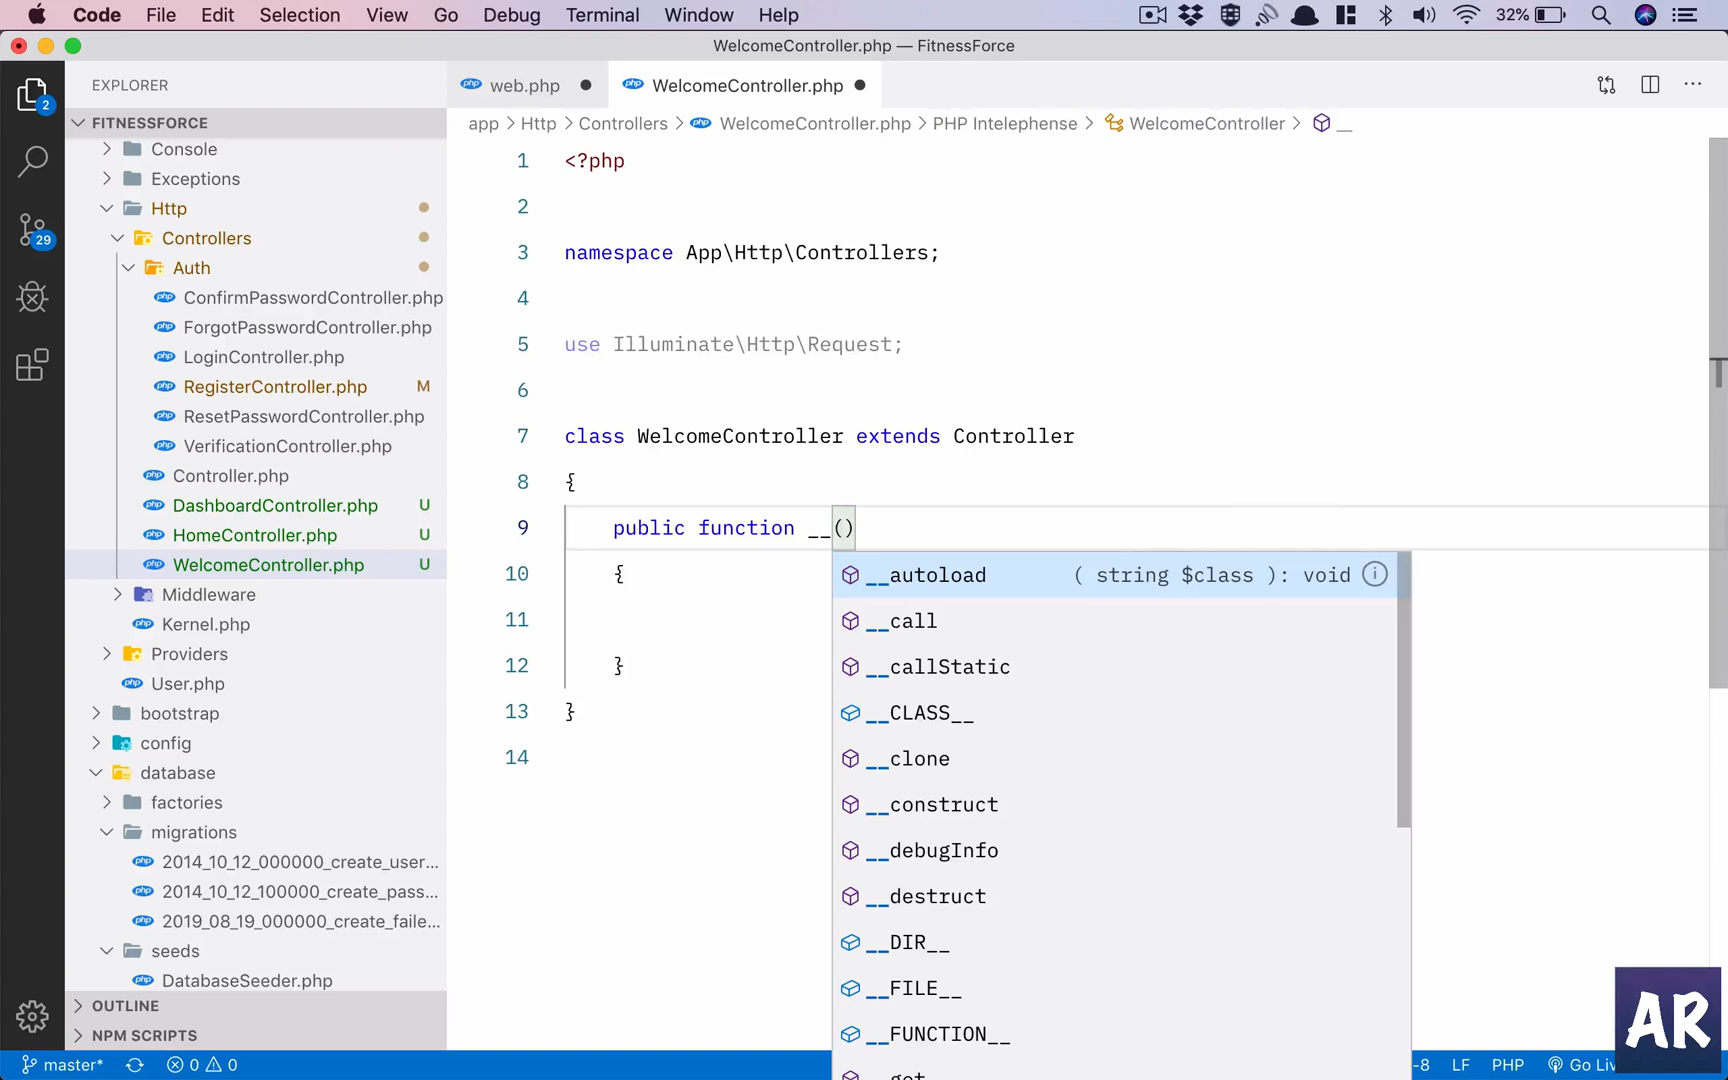 Code File Edit Selection View Go Debug Terminal Window Help 32%
WelcomeController.php — FitnessForce
EXPLORER
web.php
WelcomeController.php
2
29
FITNESSFORCE
Console
Exceptions
Http
Controllers
Auth
ConfirmPasswordController.php
ForgotPasswordController.php
LoginController.php
RegisterController.php M
ResetPasswordController.php
VerificationController.php
Controller.php
DashboardController.php U
HomeController.php U
WelcomeController.php U
Middleware
Kernel.php
Providers
User.php
bootstrap
config
database
factories
migrations
2014_10_12_000000_create_user...
2014_10_12_100000_create_pass...
2019_08_19_000000_create_faile...
seeds
DatabaseSeeder.php
OUTLINE
NPM SCRIPTS
app > Http > Controllers > php WelcomeController.php > PHP Intelephense > WelcomeController > __
1 <?php
2
3 namespace App\Http\Controllers;
4
5 use Illuminate\Http\Request;
6
7 class WelcomeController extends Controller
8 {
9 public function __()
10 {
11
12 }
13 }
14
__autoload ( string $class ): void
__call
__callStatic
__CLASS__
__clone
__construct
__debugInfo
__destruct
__DIR__
__FILE__
__FUNCTION__
AR
master* 0 0 -8 LF PHP Go Liv